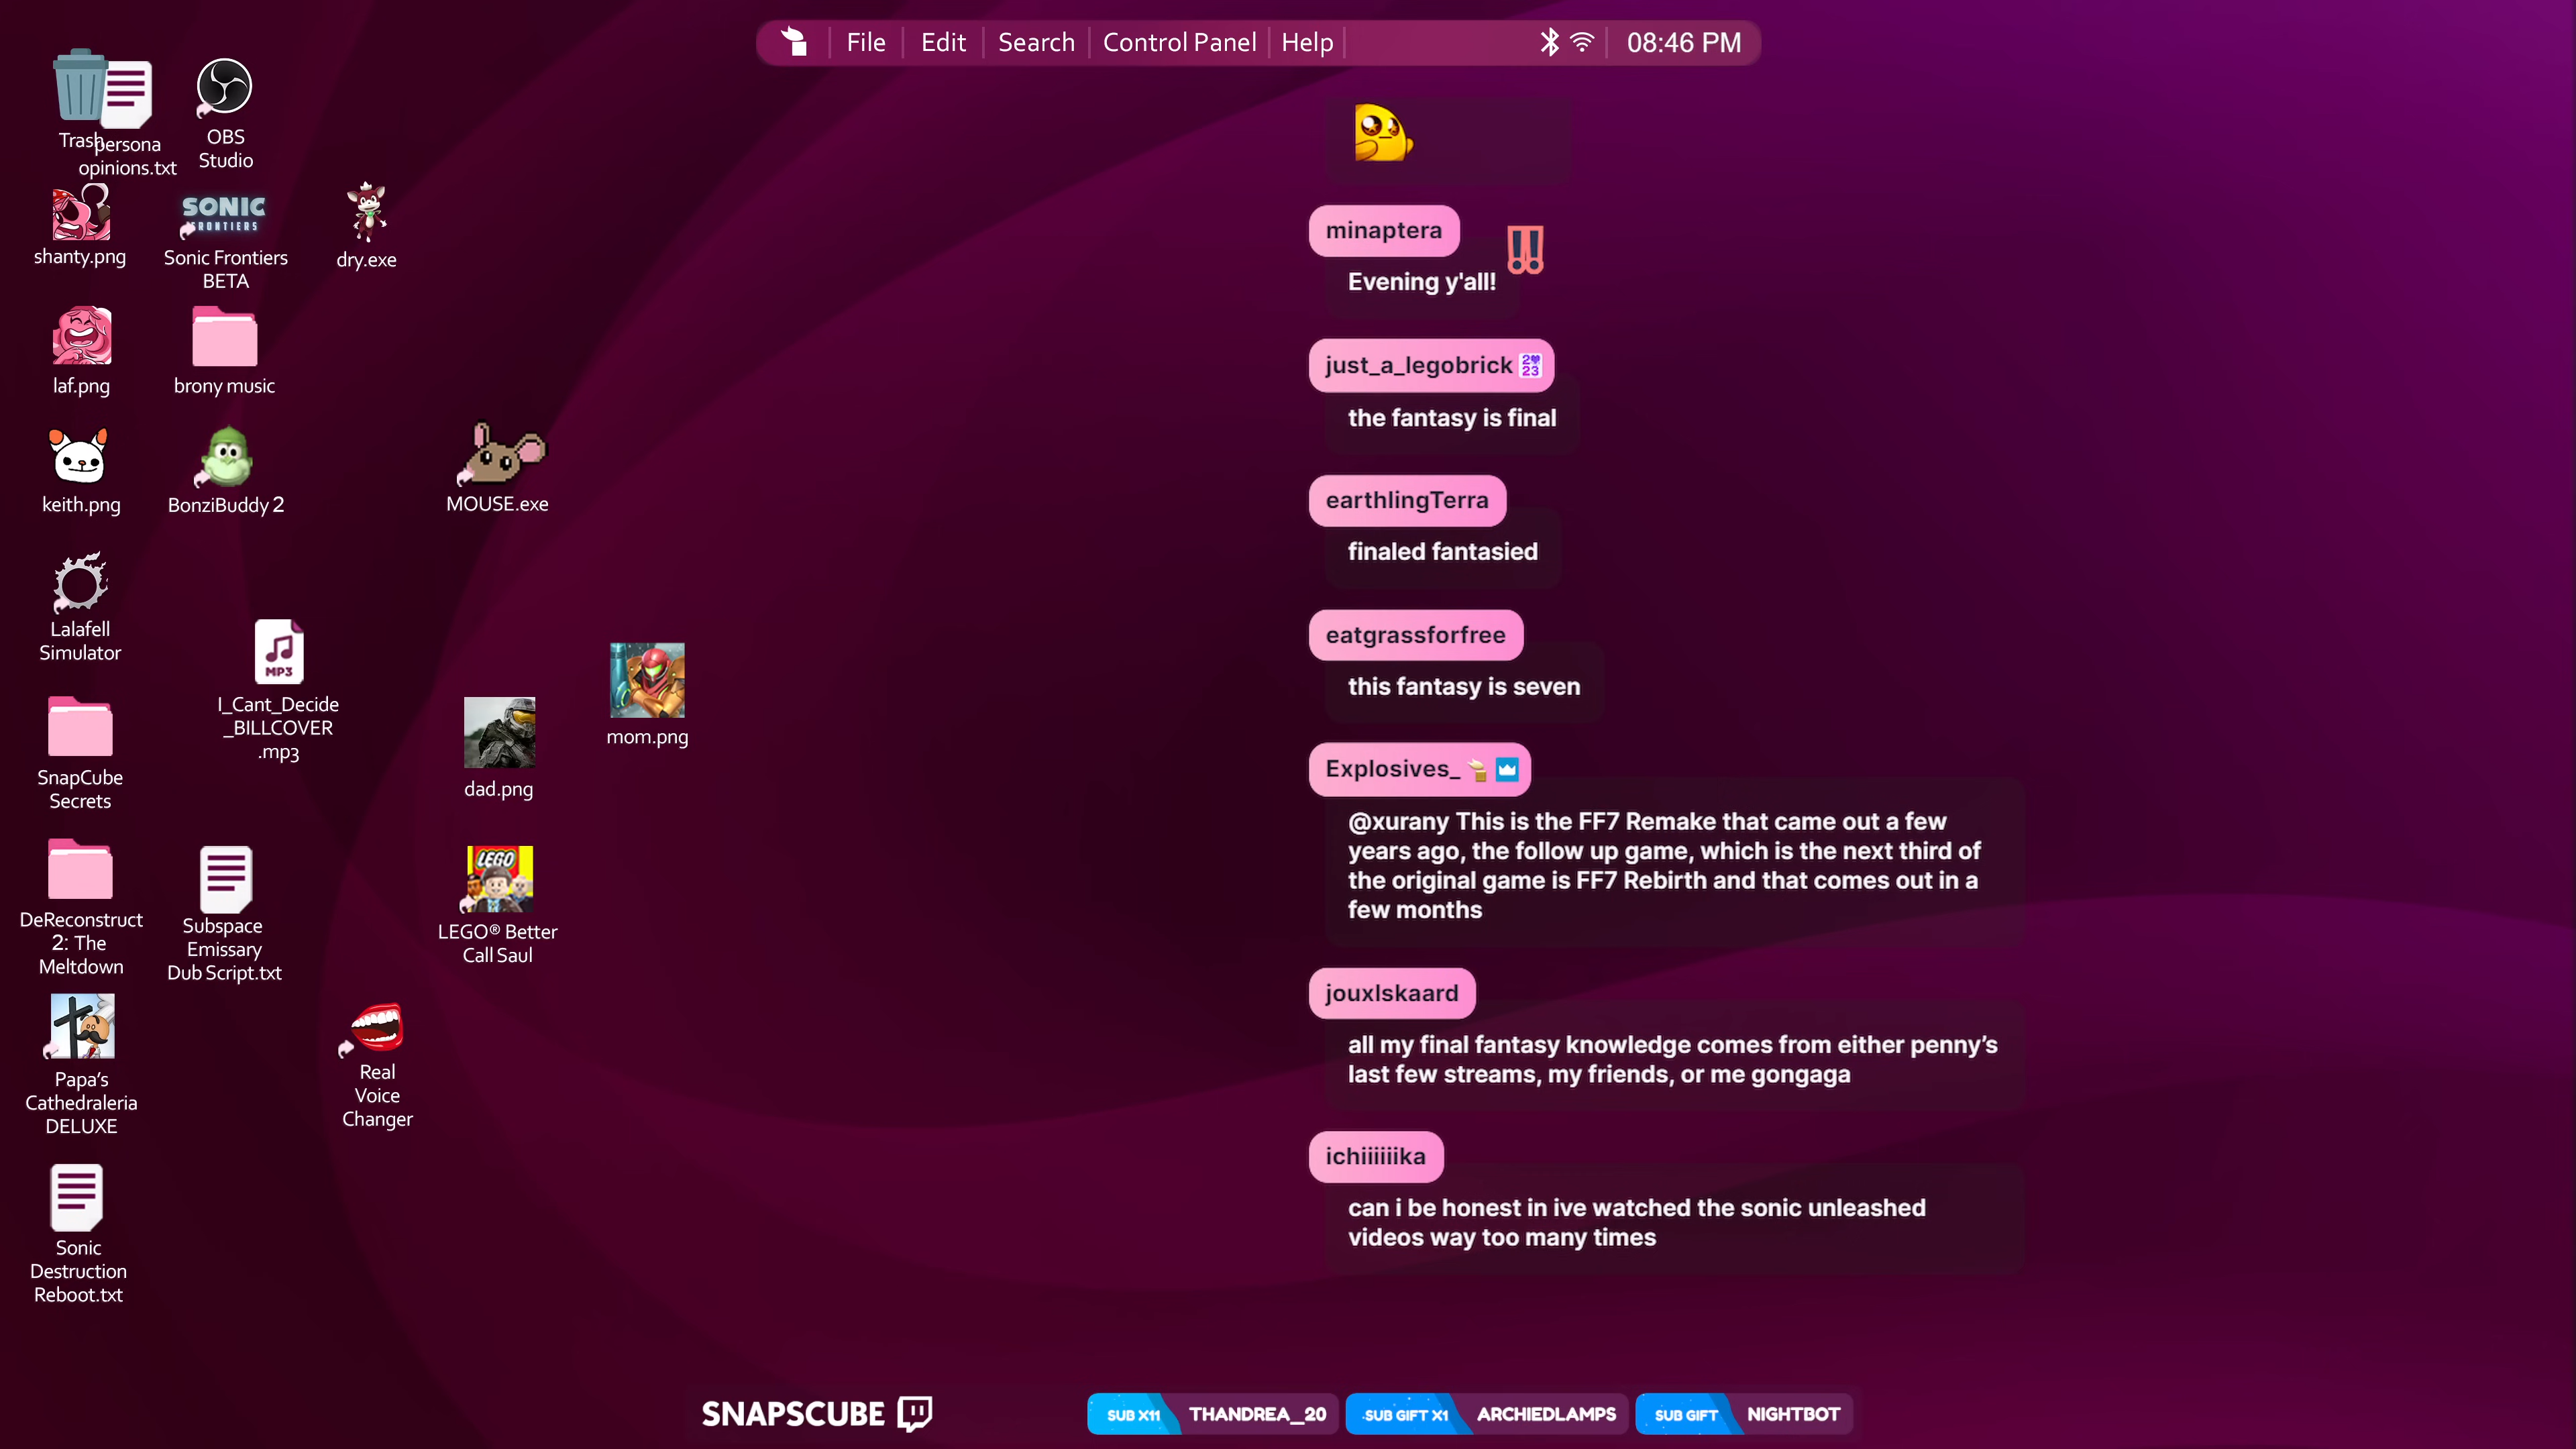 File
Edit
Search
Control Panel
Help
08:46 PM
Trash
persona
opinions.txt
OBS
Studio
shanty.png
SONIC
FRONTIERS
Sonic Frontiers
BETA
dry.exe
laf.png
brony music
keith.png
BonziBuddy 2
MOUSE.exe
Lalafell
Simulator
MP3
I_Cant_Decide
_BILLCOVER
.mp3
mom.png
dad.png
SnapCube
Secrets
DeReconstruct
2: The
Meltdown
Subspace
Emissary
Dub Script.txt
LEGO
LEGO® Better
Call Saul
Papa's
Cathedraleria
DELUXE
Real
Voice
Changer
Sonic
Destruction
Reboot.txt
minaptera
Evening y'all!
just_a_legobrick 2 23
the fantasy is final
earthlingTerra
finaled fantasied
eatgrassforfree
this fantasy is seven
Explosives_
@xurany This is the FF7 Remake that came out a few
years ago, the follow up game, which is the next third of
the original game is FF7 Rebirth and that comes out in a
few months
jouxlskaard
all my final fantasy knowledge comes from either penny's
last few streams, my friends, or me gongaga
ichiiiiiika
can i be honest in ive watched the sonic unleashed
videos way too many times
SNAPSCUBE
SUB X11 THANDREA_20
SUB GIFT X1 ARCHIEDLAMPS
SUB GIFT NIGHTBOT